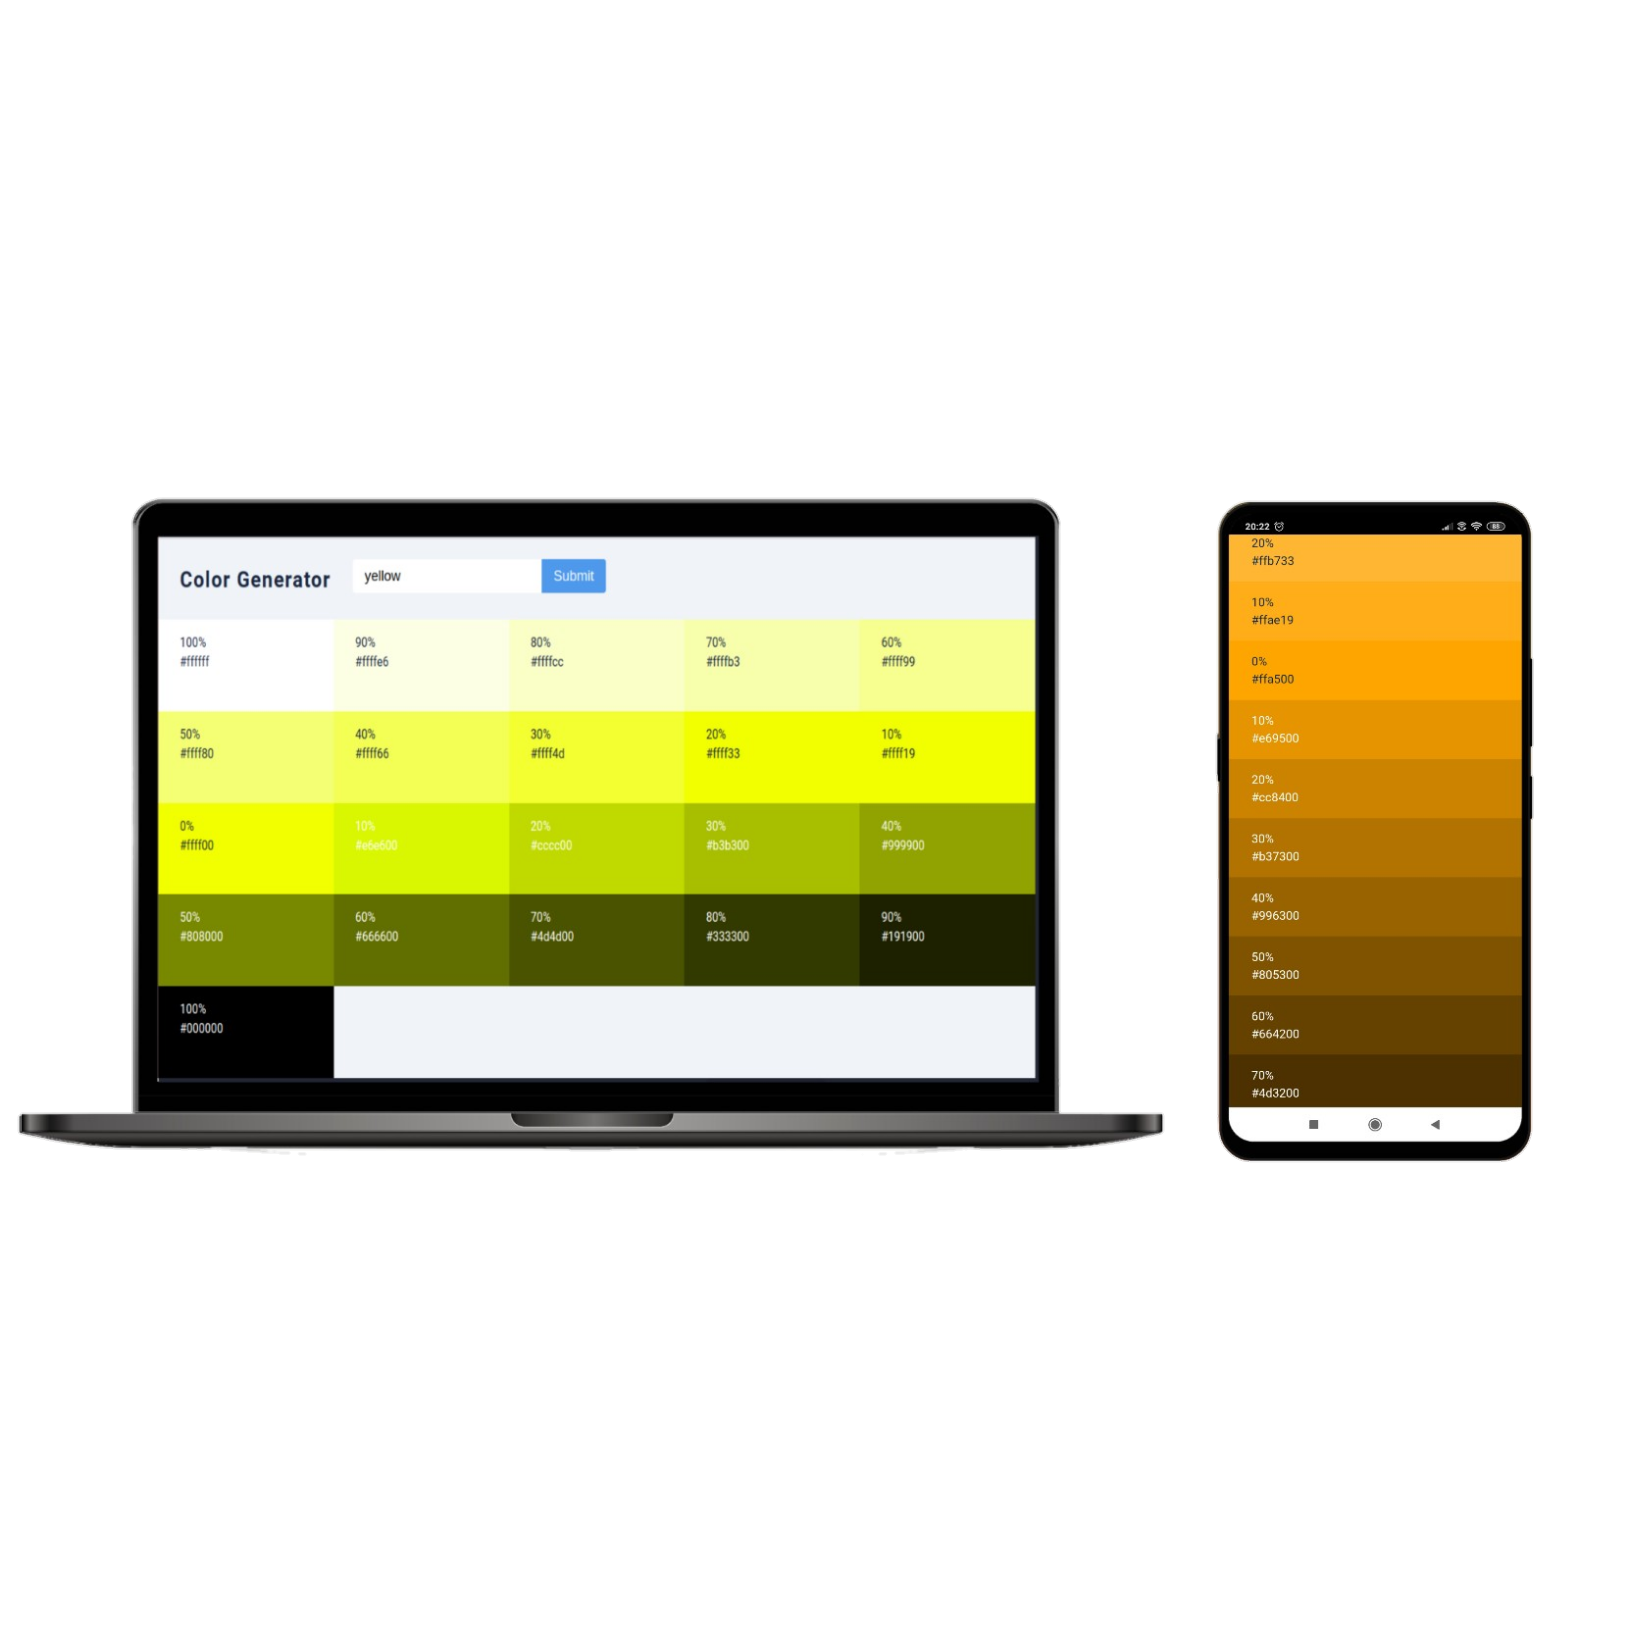 Color Generator
yellow
Submit
100%
#ffffff
90%
#ffffe6
80%
#ffffcc
70%
#ffffb3
60%
#ffff99
50%
#ffff80
40%
#ffff66
30%
#ffff4d
20%
#ffff33
10%
#ffff19
0%
#ffff00
10%
#e6e600
20%
#cccc00
30%
#b3b300
40%
#999900
50%
#808000
60%
#666600
70%
#4d4d00
80%
#333300
90%
#191900
100%
#000000
20:22
88
20%
#ffb733
10%
#ffae19
0%
#ffa500
10%
#e69500
20%
#cc8400
30%
#b37300
40%
#996300
50%
#805300
60%
#664200
70%
#4d3200